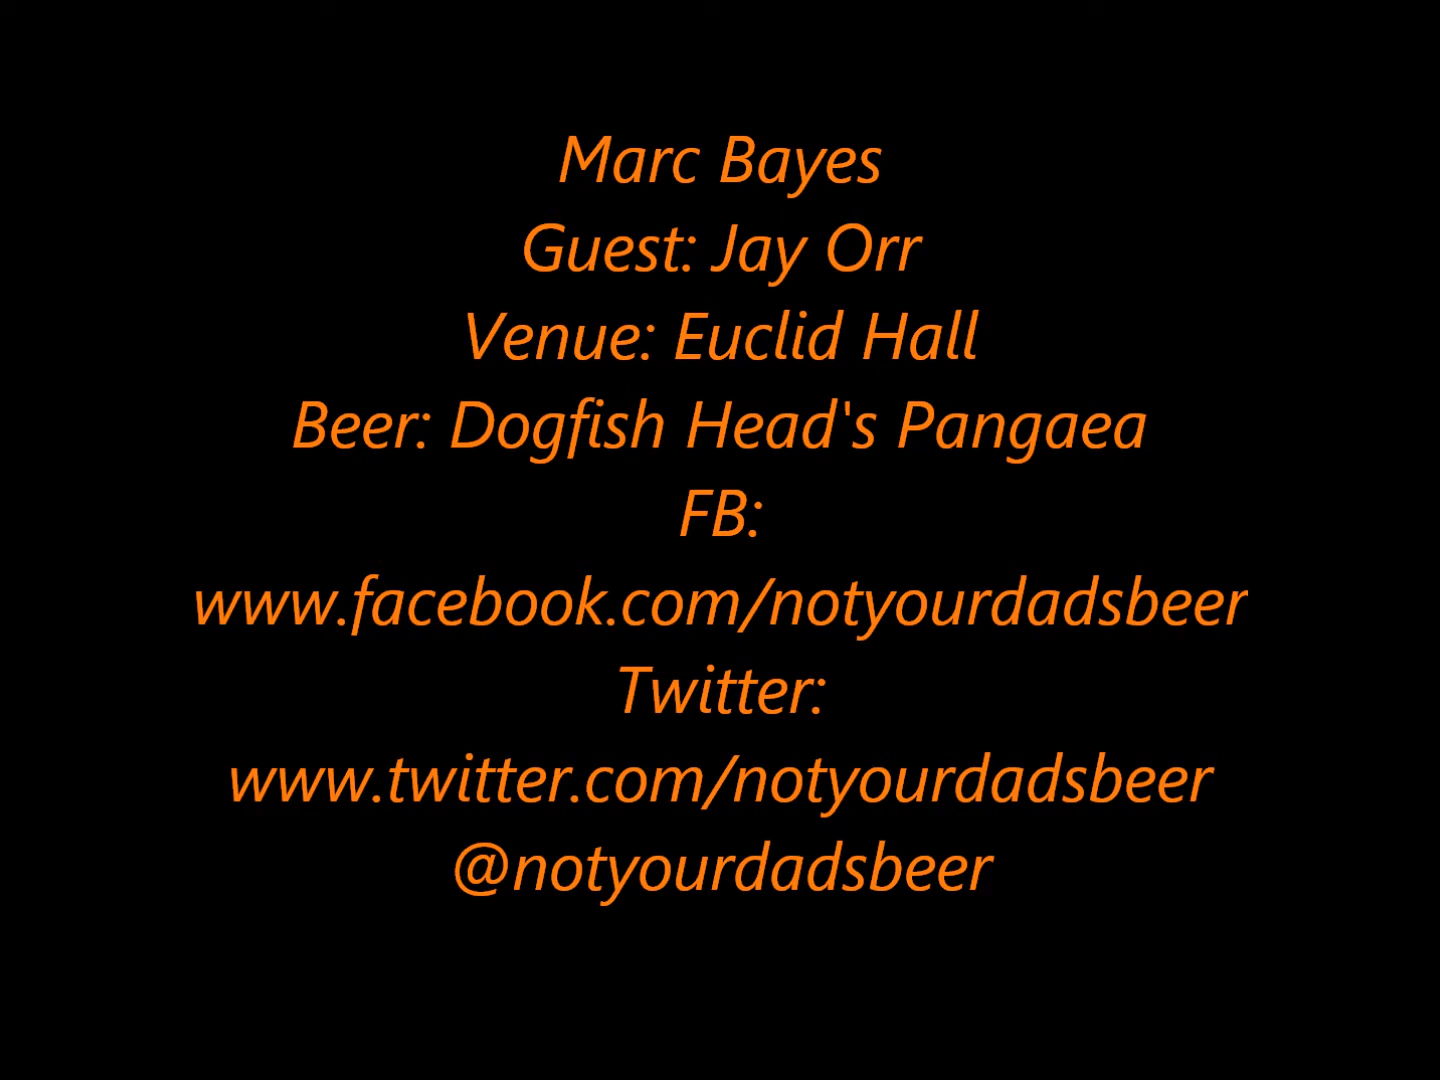 Marc Bayes
Guest: Jay Orr
Venue: Euclid Hall
Beer: Dogfish Head's Pangaea
FB:
www.facebook.com/notyourdadsbeer
Twitter:
www.twitter.com/notyourdadsbeer
@notyourdadsbeer